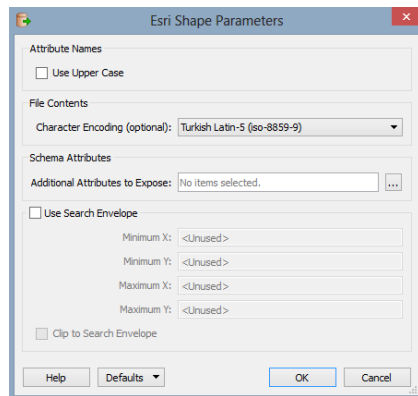 Esri Shape Parameters
Attribute Names
Use Upper Case
File Contents
Character Encoding (optional): Turkish Latin-5 (iso-8859-9)
Schema Attributes
Additional Attributes to Expose: No items selected. ...
Use Search Envelope
Minimum X: <Unused>
Minimum Y: <Unused>
Maximum X: <Unused>
Maximum Y: <Unused>
Clip to Search Envelope
Help Defaults OK Cancel